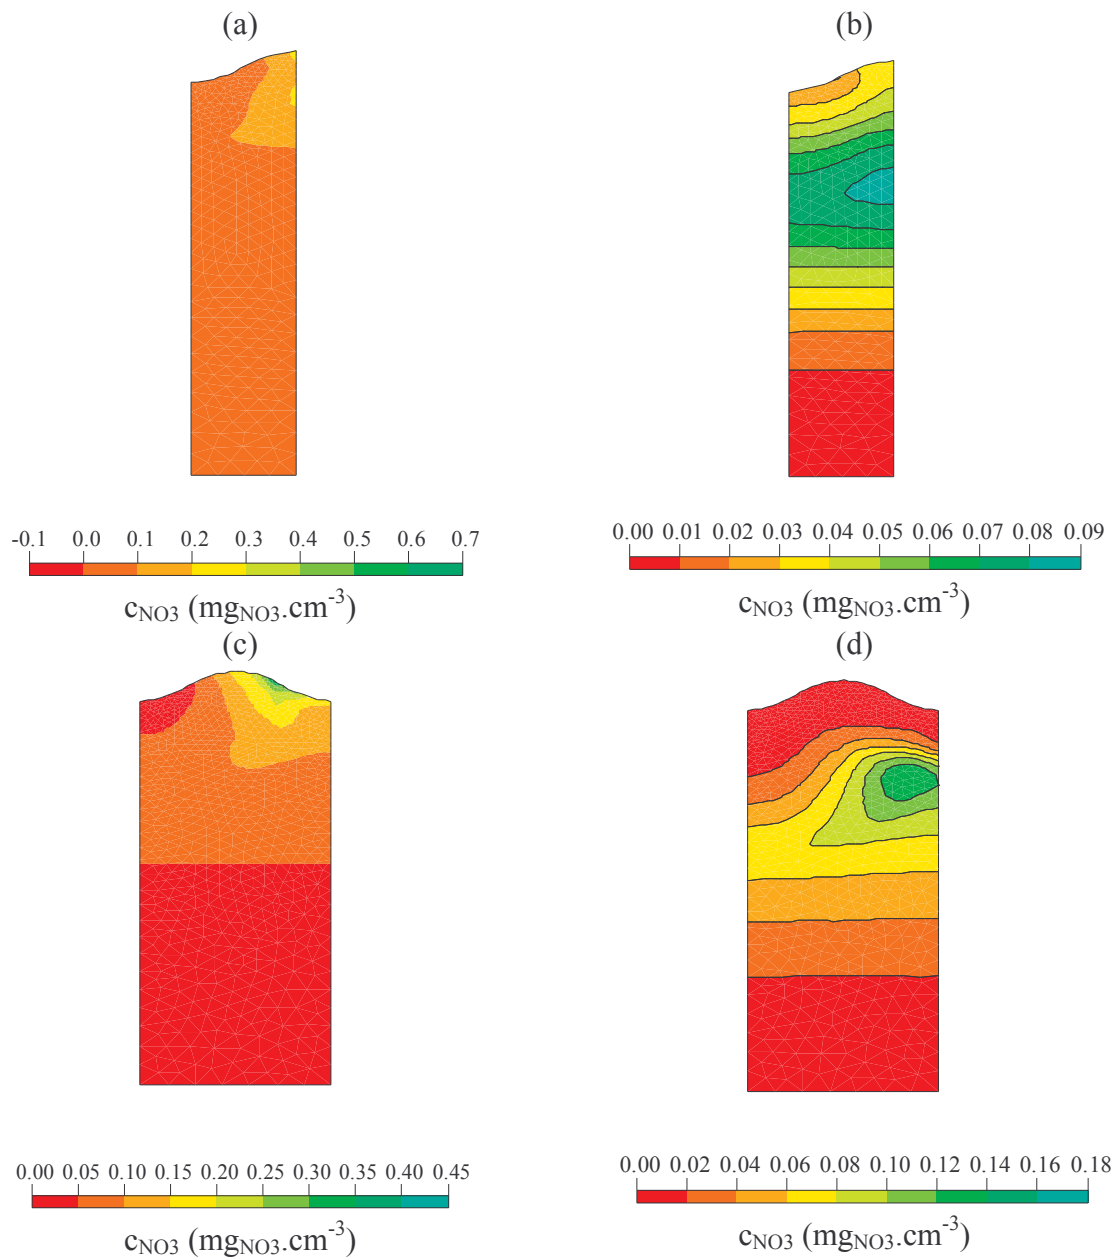 (a)
(b)
-0.1 0.0 0.1 0.2 0.3 0.4 0.5 0.6 0.7
cNO3 (mgNO3.cm-3)
0.00 0.01 0.02 0.03 0.04 0.05 0.06 0.07 0.08 0.09
cNO3 (mgNO3.cm-3)
(c)
(d)
0.00 0.05 0.10 0.15 0.20 0.25 0.30 0.35 0.40 0.45
cNO3 (mgNO3.cm-3)
0.00 0.02 0.04 0.06 0.08 0.10 0.12 0.14 0.16 0.18
cNO3 (mgNO3.cm-3)